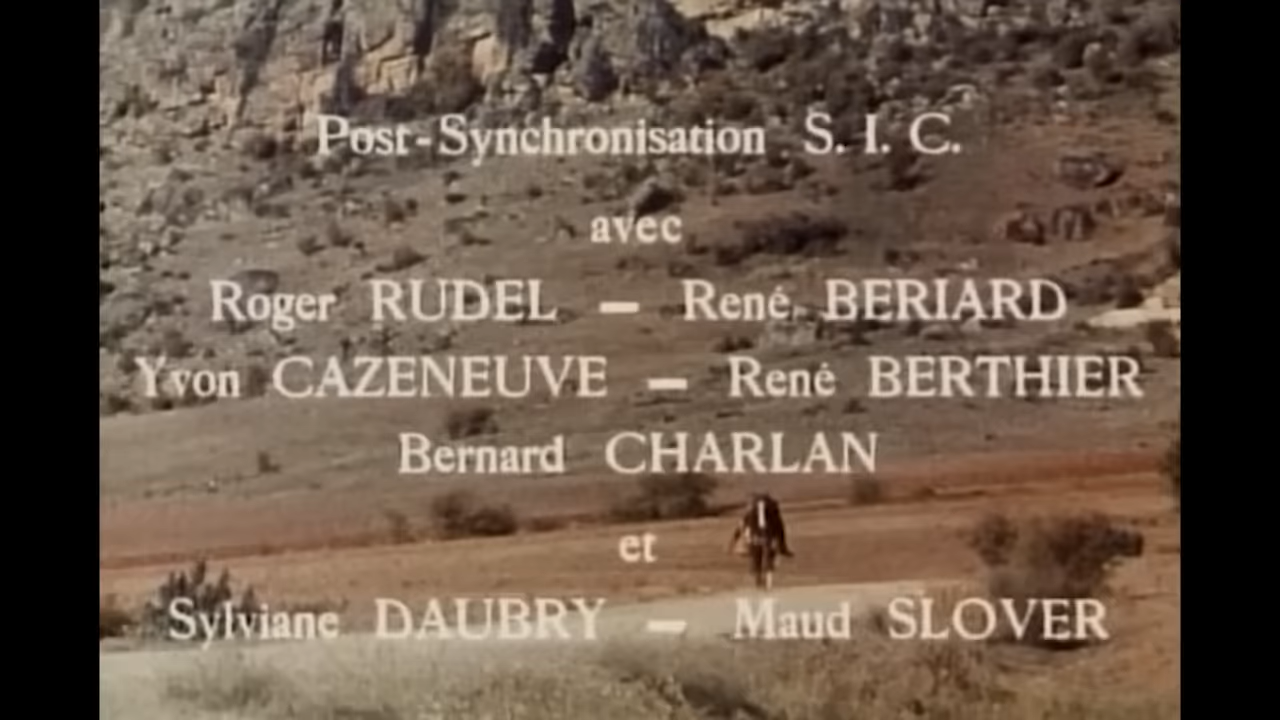 Post-Synchronisation S. I. C.
avec
Roger RUDEL — René BERIARD
Yvon CAZENEUVE — René BERTHIER
Bernard CHARLAN
et
Sylviane DAUBRY — Maud SLOVER